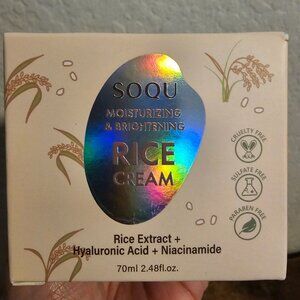 SOQU
MOISTURIZING
& BRIGHTENING
RICE
CREAM
CRUELTY FREE
SULFATE FREE
PARABEN FREE
Rice Extract +
Hyaluronic Acid + Niacinamide
70ml 2.48fl.oz.